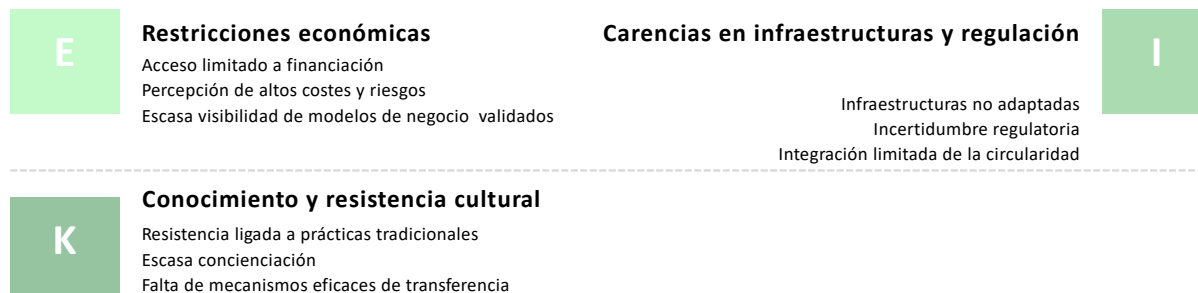 E
Restricciones económicas
Acceso limitado a financiación
Percepción de altos costes y riesgos
Escasa visibilidad de modelos de negocio validados
Carencias en infraestructuras y regulación
I
Infraestructuras no adaptadas
Incertidumbre regulatoria
Integración limitada de la circularidad
K
Conocimiento y resistencia cultural
Resistencia ligada a prácticas tradicionales
Escasa concienciación
Falta de mecanismos eficaces de transferencia